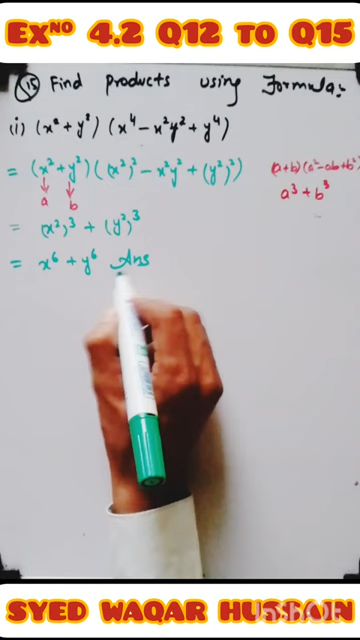 Ex^NO 4.2 Q12 TO Q15
(15) Find products using Formula:
(i) (x² + y²) (x⁴ - x²y² + y⁴)
= (x² + y²) ((x²)² - x²y² + (y²)²)
(a+b)(a²-ab+b²)
a b
a³ + b³
= (x²)³ + (y²)³
= x⁶ + y⁶ Ans
SYED WAQAR HUSSAIN
InShOt